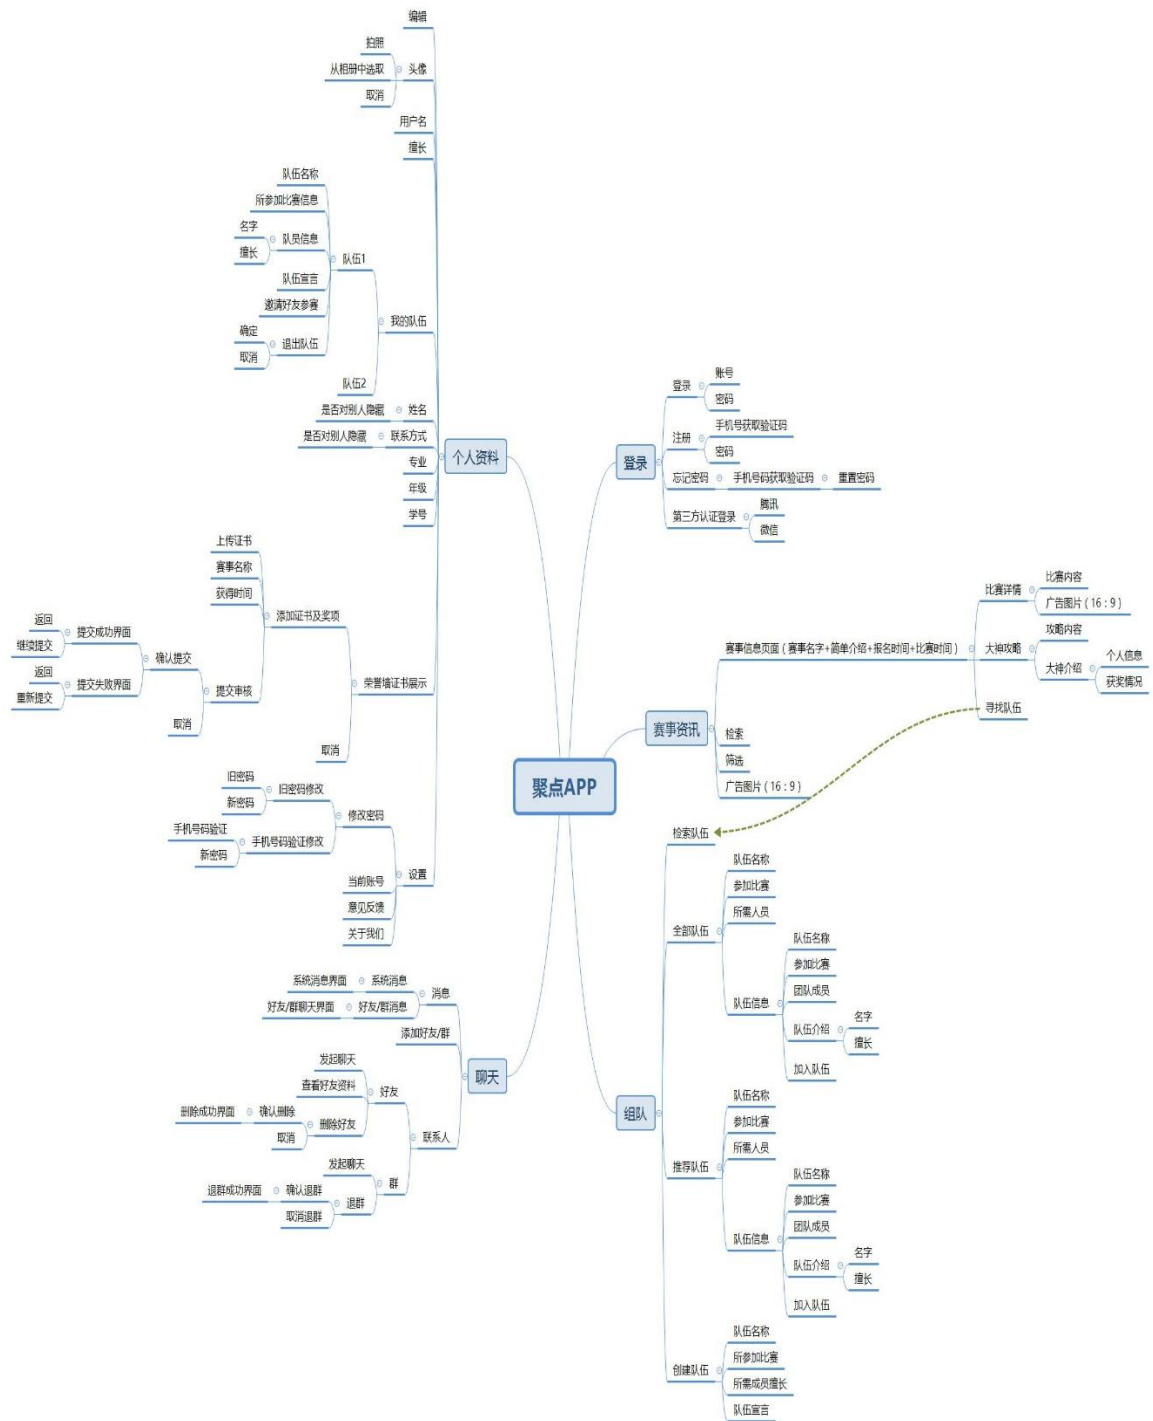 聚点APP
登录
登录
账号
密码
注册
手机号获取验证码
密码
忘记密码
手机号码获取验证码
重置密码
第三方认证登录
腾讯
微信
赛事资讯
赛事信息页面（赛事名字+简单介绍+报名时间+比赛时间）
比赛详情
比赛内容
广告图片（16：9）
大神攻略
攻略内容
大神介绍
个人信息
获奖情况
寻找队伍
检索
筛选
广告图片（16：9）
组队
检索队伍
全部队伍
队伍名称
参加比赛
所需人员
队伍信息
队伍名称
参加比赛
团队成员
队伍介绍
名字
擅长
加入队伍
推荐队伍
队伍名称
参加比赛
所需人员
队伍信息
队伍名称
参加比赛
团队成员
队伍介绍
名字
擅长
加入队伍
创建队伍
队伍名称
所参加比赛
所需成员擅长
队伍宣言
个人资料
编辑
头像
拍照
从相册中选取
取消
用户名
擅长
我的队伍
队伍1
队伍名称
所参加比赛信息
队员信息
名字
擅长
队伍宣言
邀请好友参赛
退出队伍
确定
取消
队伍2
姓名
是否对别人隐藏
联系方式
是否对别人隐藏
专业
年级
学号
荣誉墙证书展示
添加证书及奖项
上传证书
赛事名称
获得时间
提交审核
确认提交
提交成功界面
返回
继续提交
提交失败界面
返回
重新提交
取消
取消
设置
修改密码
旧密码修改
旧密码
新密码
手机号码验证修改
手机号码验证
新密码
当前账号
意见反馈
关于我们
聊天
消息
系统消息
系统消息界面
好友/群消息
好友/群聊天界面
添加好友/群
联系人
好友
发起聊天
查看好友资料
删除好友
确认删除
删除成功界面
取消
群
发起聊天
退群
确认退群
退群成功界面
取消退群